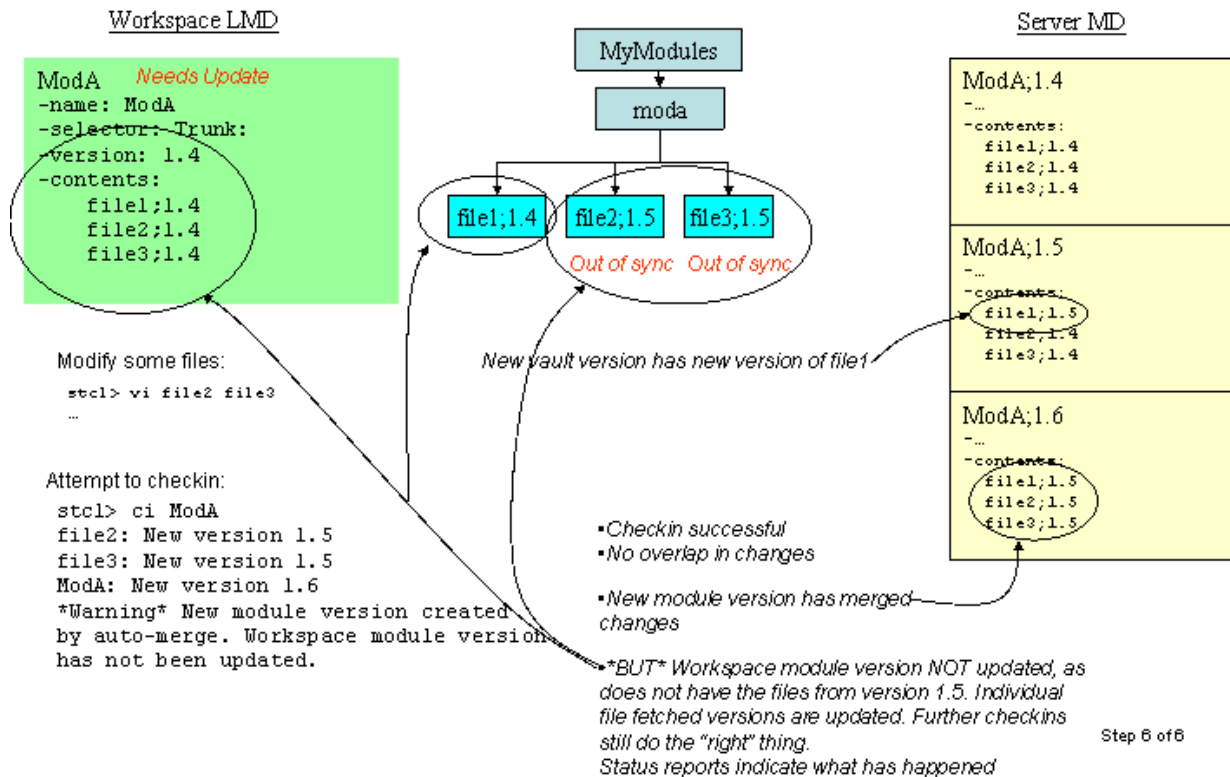 Workspace LMD
ModA Needs Update
-name: ModA
-selector: Trunk:
-version: 1.4
-contents:
file1;1.4
file2;1.4
file3;1.4
Modify some files:
stcl> vi file2 file3
…
Attempt to checkin:
stcl> ci ModA
file2: New version 1.5
file3: New version 1.5
ModA: New version 1.6
*Warning* New module version created
by auto-merge. Workspace module version
has not been updated.
MyModules
moda
file1;1.4
file2;1.5
file3;1.5
Out of sync
Out of sync
New vault version has new version of file1
▪Checkin successful
▪No overlap in changes
▪New module version has merged
changes
▪*BUT* Workspace module version NOT updated, as
does not have the files from version 1.5. Individual
file fetched versions are updated. Further checkins
still do the "right" thing.
Status reports indicate what has happened
Server MD
ModA;1.4
-…
-contents:
file1;1.4
file2;1.4
file3;1.4
ModA;1.5
-…
-contents:
file1;1.5
file2;1.4
file3;1.4
ModA;1.6
-…
-contents:
file1;1.5
file2;1.5
file3;1.5
Step 6 of 6